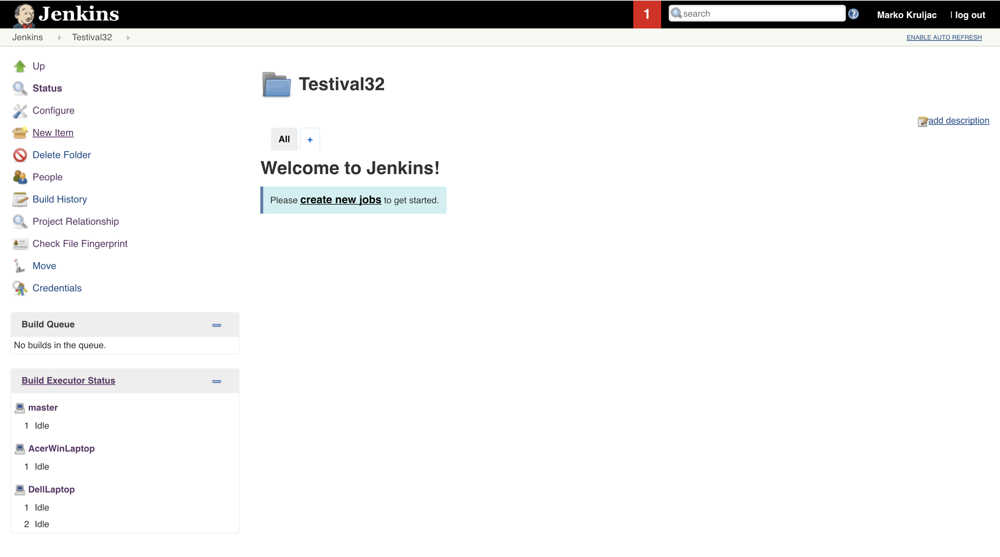 Jenkins
1
search
Marko Kruljac
| log out
Jenkins
Testival32
ENABLE AUTO REFRESH
Up
Status
Configure
New Item
Delete Folder
People
Build History
Project Relationship
Check File Fingerprint
Move
Credentials
Testival32
add description
All
+
Welcome to Jenkins!
Please create new jobs to get started.
Build Queue
No builds in the queue.
Build Executor Status
master
1 Idle
AcerWinLaptop
1 Idle
DellLaptop
1 Idle
2 Idle